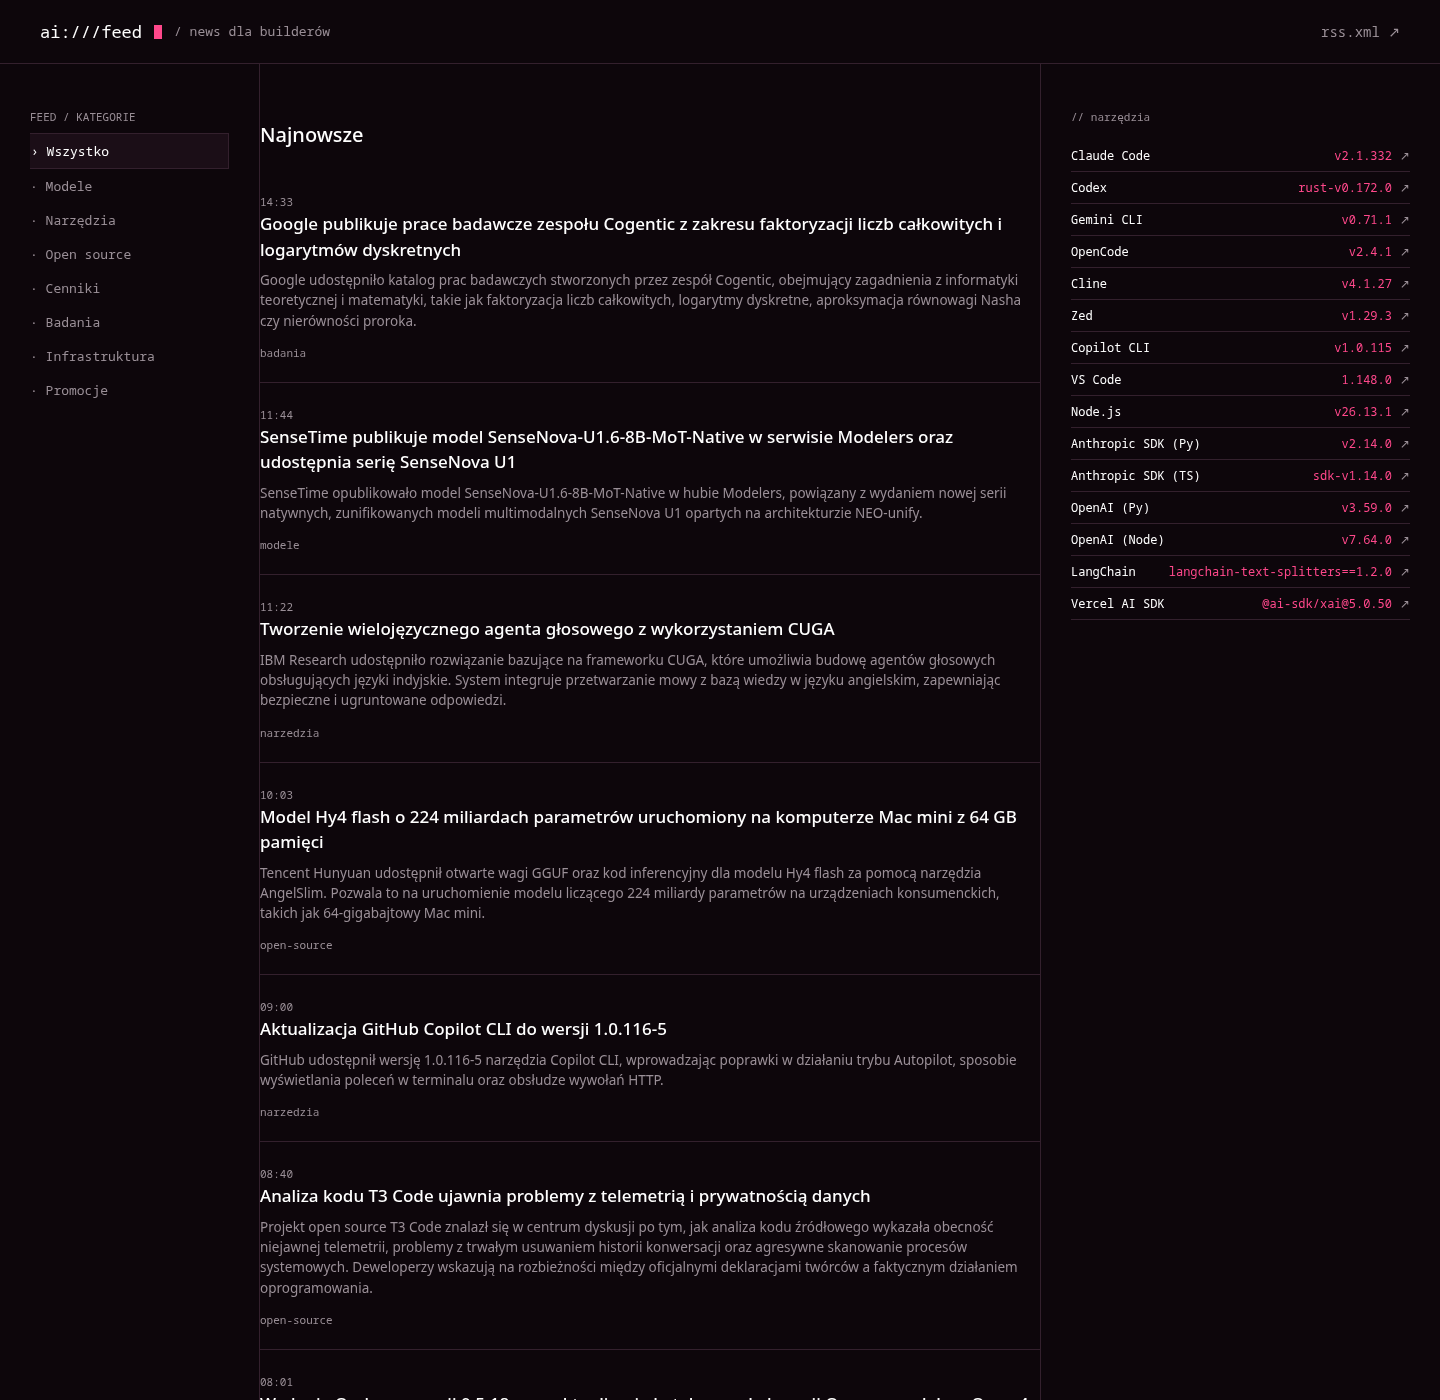 ai:///feed / news dla builderów
rss.xml ↗
FEED / KATEGORIE
› Wszystko
· Modele
· Narzędzia
· Open source
· Cenniki
· Badania
· Infrastruktura
· Promocje
Najnowsze
14:33
Google publikuje prace badawcze zespołu Cogentic z zakresu faktoryzacji liczb całkowitych i
logarytmów dyskretnych
Google udostępniło katalog prac badawczych stworzonych przez zespół Cogentic, obejmujący zagadnienia z informatyki
teoretycznej i matematyki, takie jak faktoryzacja liczb całkowitych, logarytmy dyskretne, aproksymacja równowagi Nasha
czy nierówności proroka.
badania
11:44
SenseTime publikuje model SenseNova-U1.6-8B-MoT-Native w serwisie Modelers oraz
udostępnia serię SenseNova U1
SenseTime opublikowało model SenseNova-U1.6-8B-MoT-Native w hubie Modelers, powiązany z wydaniem nowej serii
natywnych, zunifikowanych modeli multimodalnych SenseNova U1 opartych na architekturzie NEO-unify.
modele
11:22
Tworzenie wielojęzycznego agenta głosowego z wykorzystaniem CUGA
IBM Research udostępniło rozwiązanie bazujące na frameworku CUGA, które umożliwia budowę agentów głosowych
obsługujących języki indyjskie. System integruje przetwarzanie mowy z bazą wiedzy w języku angielskim, zapewniając
bezpieczne i ugruntowane odpowiedzi.
narzedzia
10:03
Model Hy4 flash o 224 miliardach parametrów uruchomiony na komputerze Mac mini z 64 GB
pamięci
Tencent Hunyuan udostępnił otwarte wagi GGUF oraz kod inferencyjny dla modelu Hy4 flash za pomocą narzędzia
AngelSlim. Pozwala to na uruchomienie modelu liczącego 224 miliardy parametrów na urządzeniach konsumenckich,
takich jak 64-gigabajtowy Mac mini.
open-source
09:00
Aktualizacja GitHub Copilot CLI do wersji 1.0.116-5
GitHub udostępnił wersję 1.0.116-5 narzędzia Copilot CLI, wprowadzając poprawki w działaniu trybu Autopilot, sposobie
wyświetlania poleceń w terminalu oraz obsłudze wywołań HTTP.
narzedzia
08:40
Analiza kodu T3 Code ujawnia problemy z telemetrią i prywatnością danych
Projekt open source T3 Code znalazł się w centrum dyskusji po tym, jak analiza kodu źródłowego wykazała obecność
niejawnej telemetrii, problemy z trwałym usuwaniem historii konwersacji oraz agresywne skanowanie procesów
systemowych. Deweloperzy wskazują na rozbieżności między oficjalnymi deklaracjami twórców a faktycznym działaniem
oprogramowania.
open-source
08:01
// narzędzia
Claude Code v2.1.332 ↗
Codex rust-v0.172.0 ↗
Gemini CLI v0.71.1 ↗
OpenCode v2.4.1 ↗
Cline v4.1.27 ↗
Zed v1.29.3 ↗
Copilot CLI v1.0.115 ↗
VS Code 1.148.0 ↗
Node.js v26.13.1 ↗
Anthropic SDK (Py) v2.14.0 ↗
Anthropic SDK (TS) sdk-v1.14.0 ↗
OpenAI (Py) v3.59.0 ↗
OpenAI (Node) v7.64.0 ↗
LangChain langchain-text-splitters==1.2.0 ↗
Vercel AI SDK @ai-sdk/xai@5.0.50 ↗